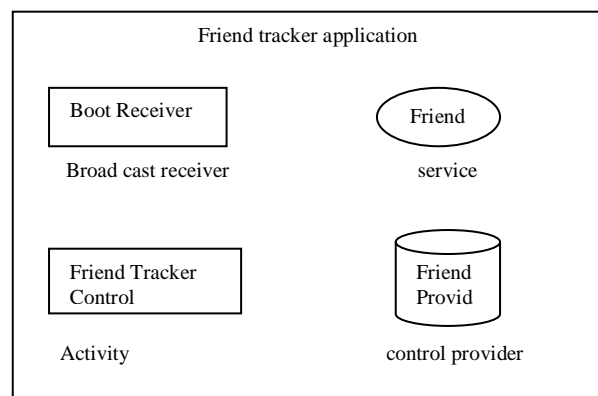 Friend tracker application
Boot Receiver
Friend
Broad cast receiver
service
Friend Tracker
Control
Friend
Provid
Activity
control provider